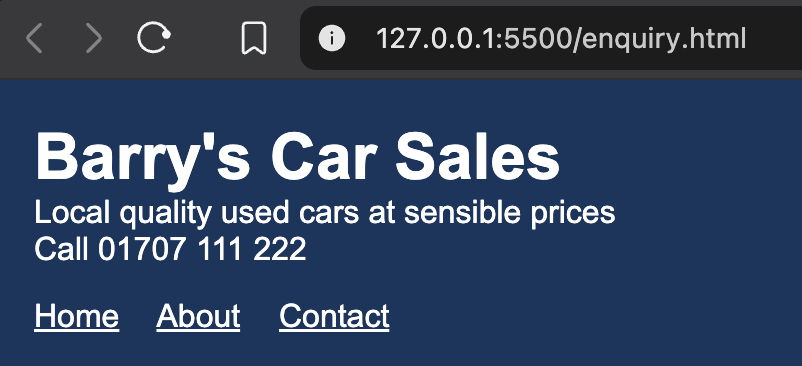 127.0.0.1:5500/enquiry.html
Barry's Car Sales
Local quality used cars at sensible prices
Call 01707 111 222
Home About Contact